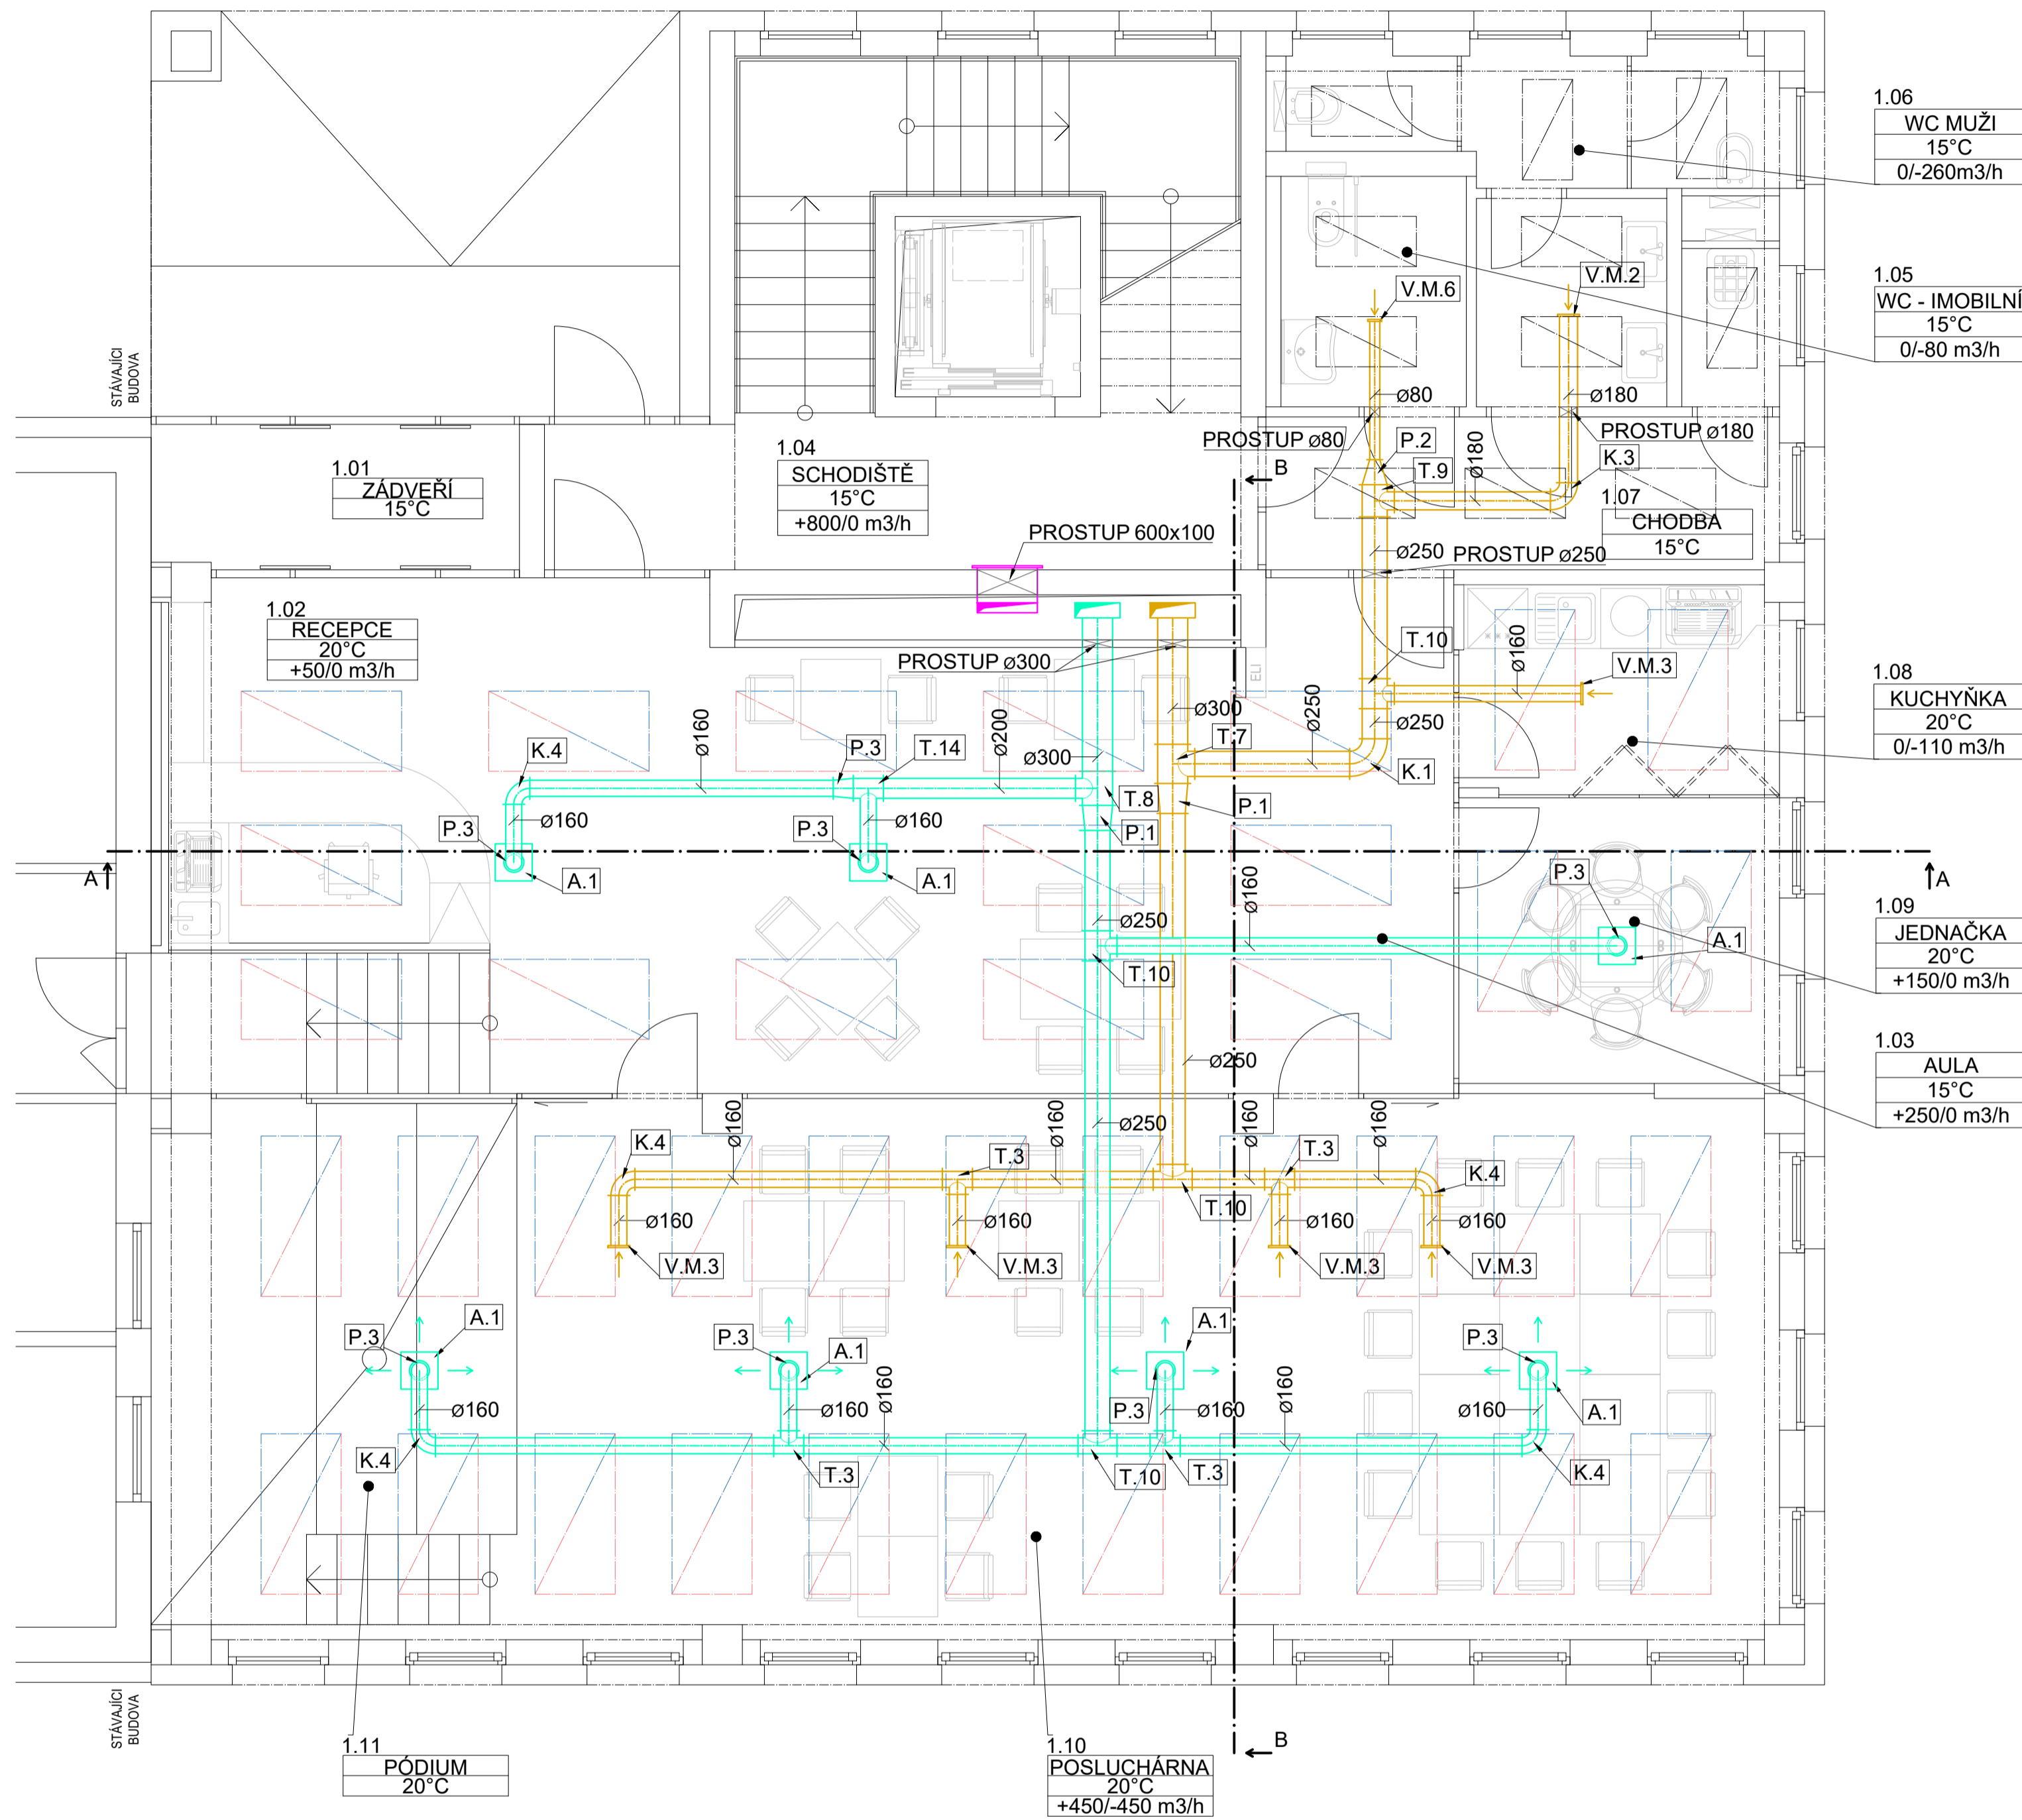 1.06
WC MUŽI
15°C
0/-260m3/h
1.05
WC - IMOBILNÍ
15°C
0/-80 m3/h
V.M.6
V.M.2
STÁVAJÍCI
BUDOVA
ø80
ø180
PROSTUP ø80
P.2
PROSTUP ø180
1.04
SCHODIŠTĚ
15°C
+800/0 m3/h
B
T.9
ø180
K.3
1.01
ZÁDVEŘÍ
15°C
1.07
CHODBA
15°C
PROSTUP 600x100
ø250
PROSTUP ø250
1.02
RECEPCE
20°C
+50/0 m3/h
T.10
PROSTUP ø300
ELI
ø160
V.M.3
1.08
KUCHYŇKA
20°C
0/-110 m3/h
ø160
P.3
T.14
ø200
ø300
ø300
T.7
ø250
ø250
K.1
K.4
T.8
P.1
P.3
ø160
P.3
ø160
P.1
A
A.1
A.1
P.3
A
1.09
JEDNAČKA
20°C
+150/0 m3/h
ø250
ø160
A.1
T.10
ø250
1.03
AULA
15°C
+250/0 m3/h
ø250
K.4
ø160
T.3
ø160
ø160
T.3
ø160
K.4
ø160
ø160
T.10
ø160
ø160
V.M.3
V.M.3
V.M.3
V.M.3
P.3
A.1
P.3
A.1
A.1
P.3
ø160
ø160
ø160
P.3
ø160
ø160
ø160
A.1
K.4
T.3
T.10
T.3
K.4
STÁVAJÍCI
BUDOVA
1.11
PÓDIUM
20°C
1.10
POSLUCHÁRNA
20°C
+450/-450 m3/h
B